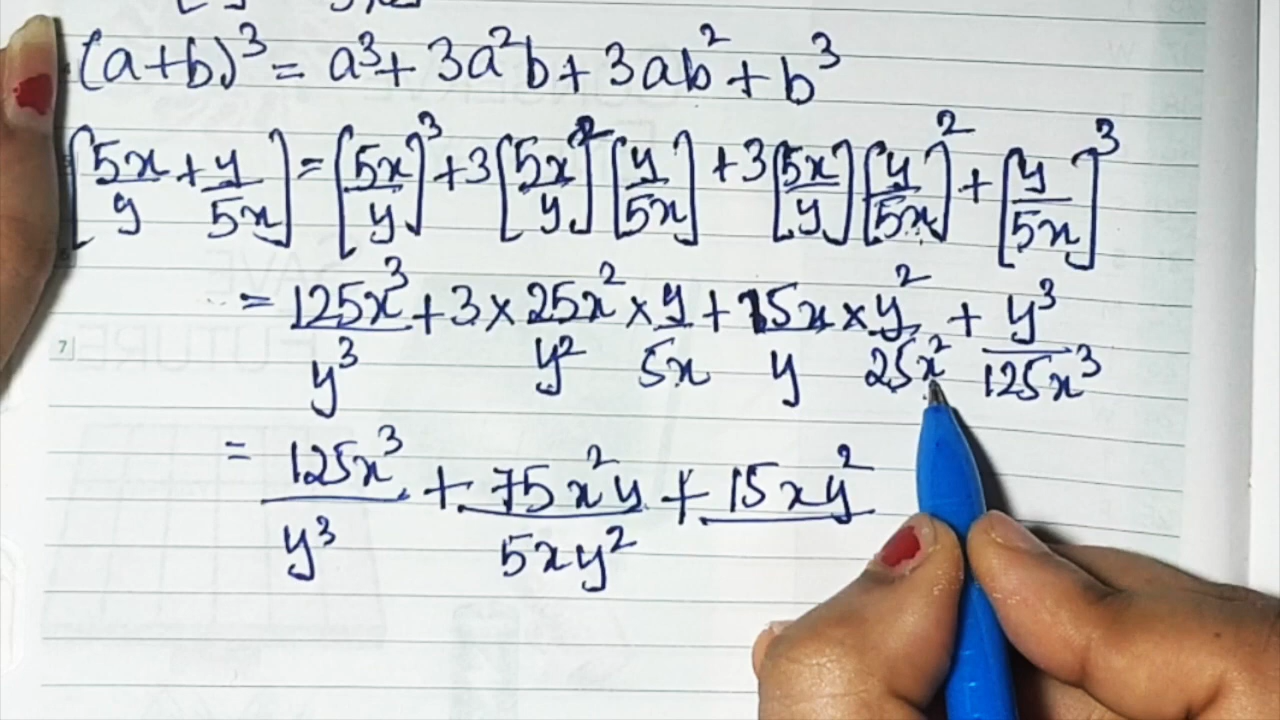 (a+b)³ = a³ + 3a²b + 3ab² + b³
[5x/y + y/5x] = [5x/y]³ + 3[5x/y]²[y/5x] + 3[5x/y][y/5x]² + [y/5x]³
= 125x³/y³ + 3 × 25x²/y² × y/5x + 15x/y × y²/25x² + y³/125x³
7
= 125x³/y³ + 75x²y/5xy² + 15xy²